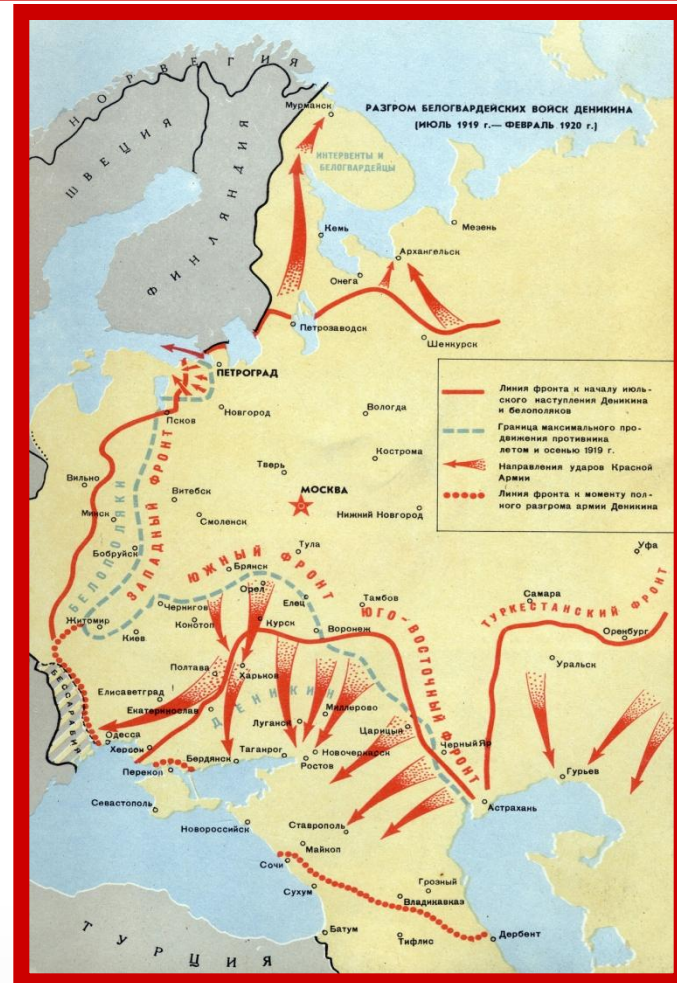 НОРВЕГИЯ
ШВЕЦИЯ
ФИНЛЯНДИЯ
Мурманск
РАЗГРОМ БЕЛОГВАРДЕЙСКИХ ВОЙСК ДЕНИКИНА
(ИЮЛЬ 1919 г.— ФЕВРАЛЬ 1920 г.)
ИНТЕРВЕНТЫ И
БЕЛОГВАРДЕЙЦЫ
Кемь
Мезень
Архангельск
Онега
Петрозаводск
Шенкурск
ПЕТРОГРАД
Псков
Новгород
Вологда
Линия фронта к началу июль-
ского наступления Деникина
и белополяков
Граница максимального про-
движения противника
летом и осенью 1919 г.
Направления ударов Красной
Армии
Линия фронта к моменту пол-
ного разгрома армии Деникина
Кострома
Тверь
Вильно
Витебск
МОСКВА
Минск
Смоленск
Нижний Новгород
БЕЛОПОЛЯКИ
ЗАПАДНЫЙ ФРОНТ
Бобруйск
Тула
Уфа
Брянск
ЮЖНЫЙ ФРОНТ
Орел
Елец
Тамбов
Самара
ЮГО-ВОСТОЧНЫЙ ФРОНТ
ТУРКЕСТАНСКИЙ ФРОНТ
Чернигов
Житомир
Конотоп
Курск
Воронеж
Оренбург
Киев
Уральск
Полтава
Харьков
ДЕНИКИН
БЕССАРАБИЯ
Елисаветград
Екатеринослав
Миллерово
Луганск
Царицын
Одесса
Херсон
Таганрог
Новочеркасск
Черный Яр
Бердянск
Ростов
Перекоп
Гурьев
Севастополь
Астрахань
Новороссийск
Ставрополь
Майкоп
Сочи
Грозный
Сухум
Владикавказ
Батум
Тифлис
Дербент
ТУРЦИЯ